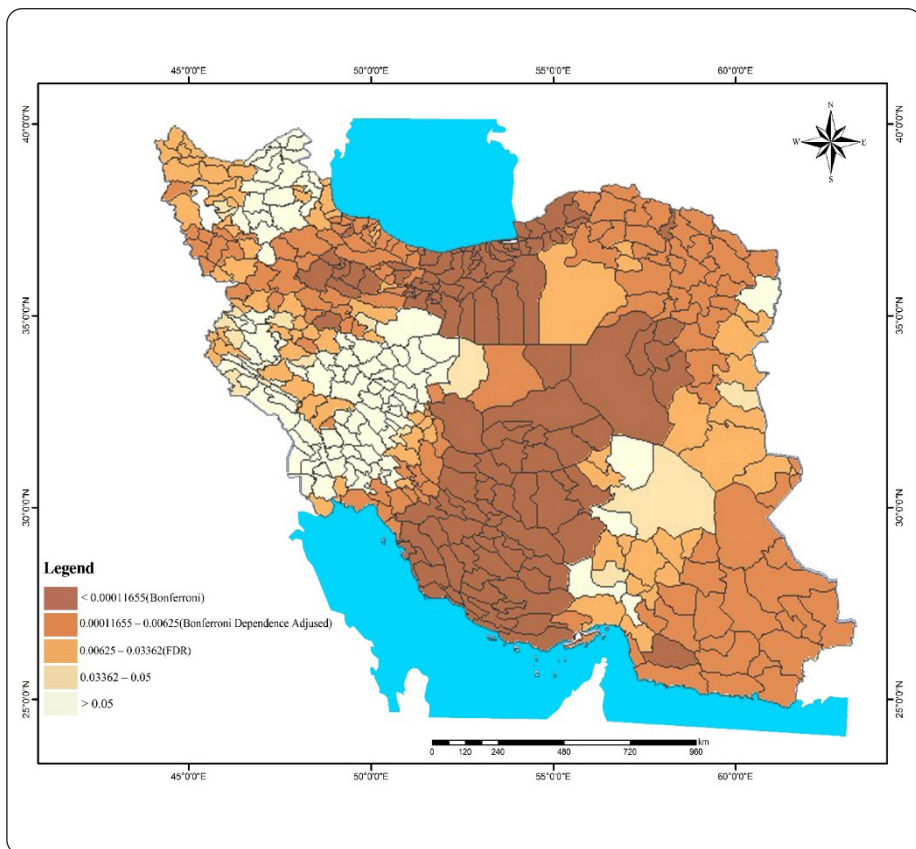 45°0'0"E 50°0'0"E 55°0'0"E 60°0'0"E
40°0'0"N 40°0'0"N
N
W E
S
35°0'0"N 35°0'0"N
30°0'0"N 30°0'0"N
Legend
< 0.00011655(Bonferroni)
0.00011655 – 0.00625(Bonferroni Dependence Adjused)
0.00625 – 0.03362(FDR)
0.03362 – 0.05
> 0.05
25°0'0"N 25°0'0"N
km
0 120 240 480 720 960
45°0'0"E 50°0'0"E 55°0'0"E 60°0'0"E